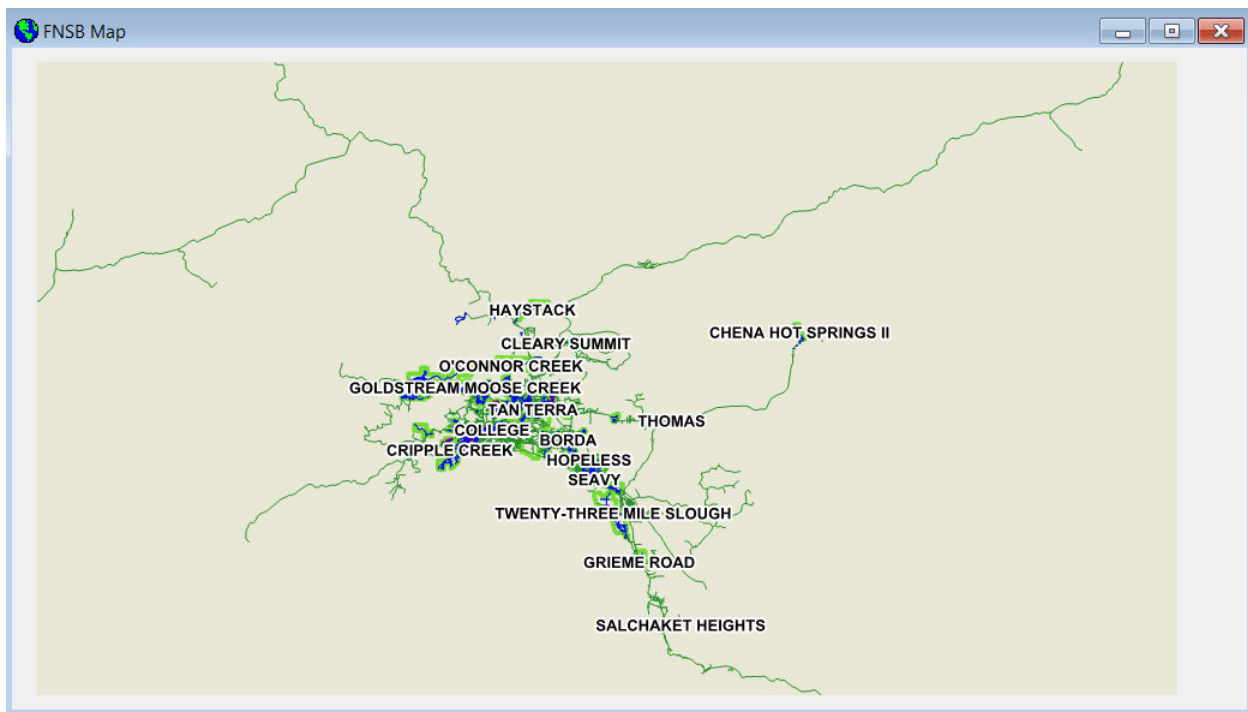 FNSB Map
HAYSTACK
CHENA HOT SPRINGS II
CLEARY SUMMIT
O'CONNOR CREEK
GOLDSTREAM MOOSE CREEK
TAN TERRA
THOMAS
COLLEGE
BORDA
CRIPPLE CREEK
HOPELESS
SEAVY
TWENTY-THREE MILE SLOUGH
GRIEME ROAD
SALCHAKET HEIGHTS